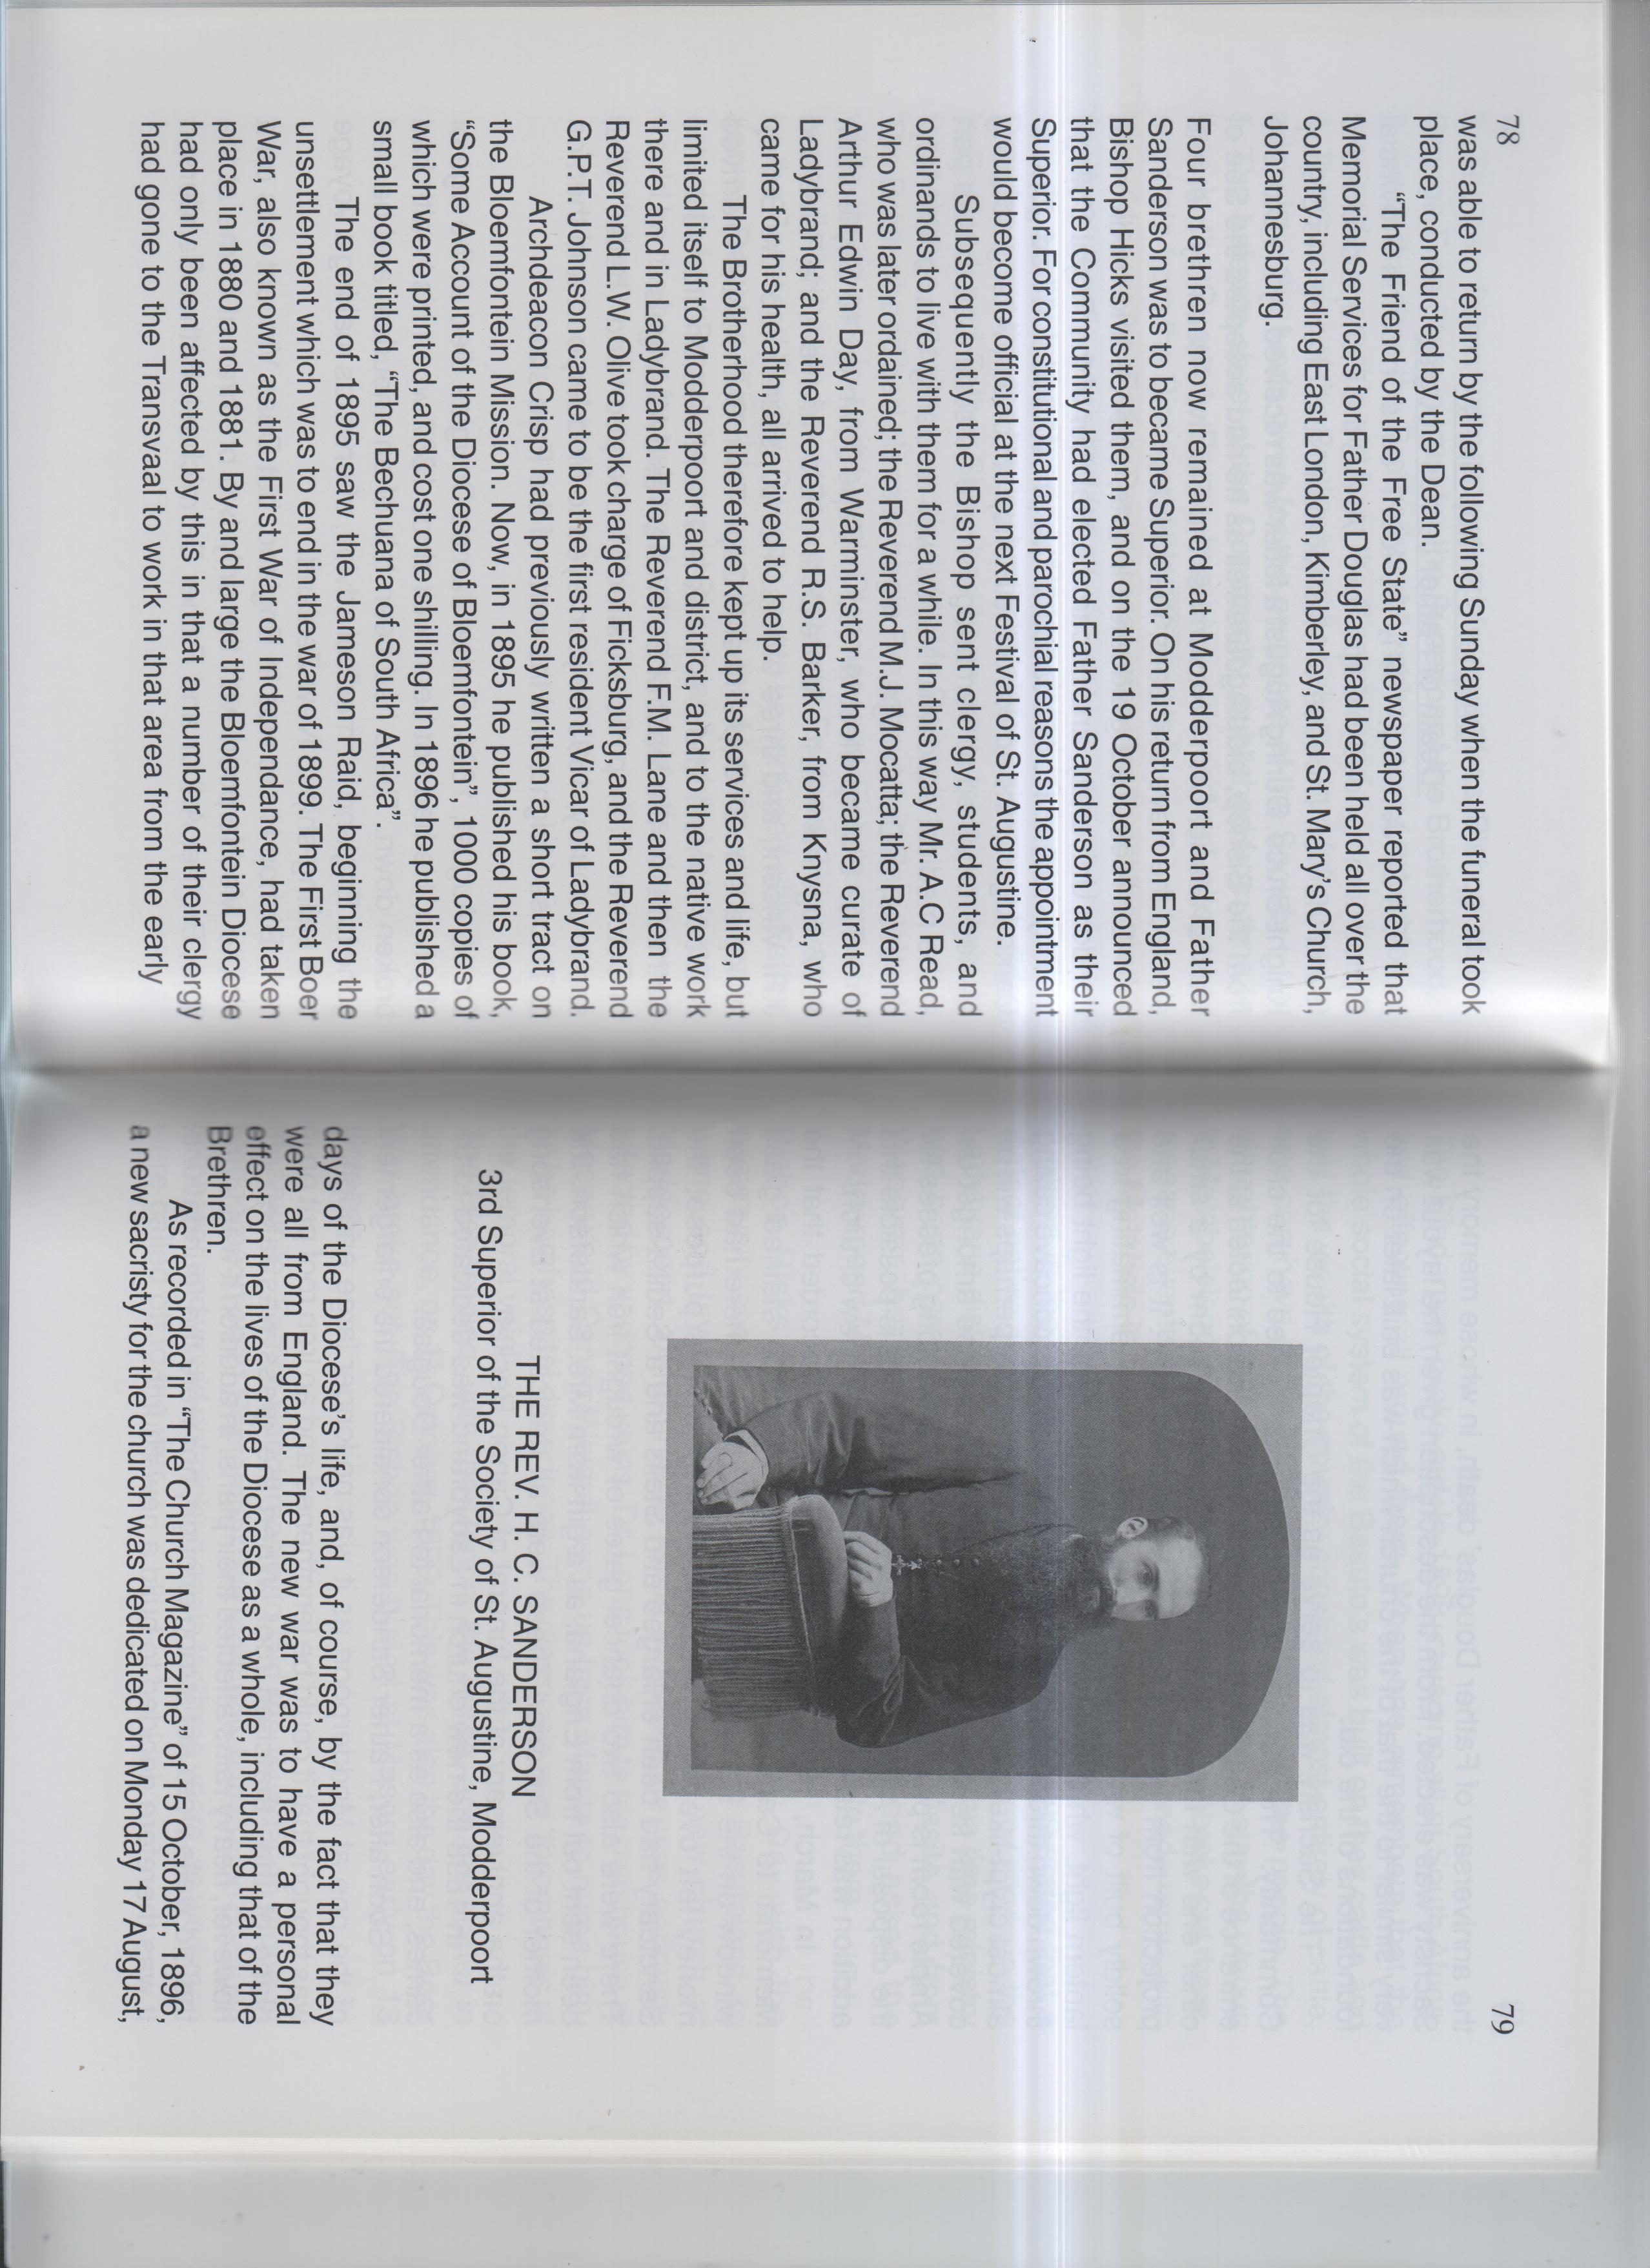 78
was able to return by the following Sunday when the funeral took
place, conducted by the Dean.
“The Friend of the Free State” newspaper reported that
Memorial Services for Father Douglas had been held all over the
country, including East London, Kimberley, and St. Mary’s Church,
Johannesburg.
Four brethren now remained at Modderpoort and Father
Sanderson was to became Superior. On his return from England,
Bishop Hicks visited them, and on the 19 October announced
that the Community had elected Father Sanderson as their
Superior. For constitutional and parochial reasons the appointment
would become official at the next Festival of St. Augustine.
Subsequently the Bishop sent clergy, students, and
ordinands to live with them for a while. In this way Mr. A.C Read,
who was later ordained; the Reverend M.J. Mocatta; the Reverend
Arthur Edwin Day, from Warminster, who became curate of
Ladybrand; and the Reverend R.S. Barker, from Knysna, who
came for his health, all arrived to help.
The Brotherhood therefore kept up its services and life, but
limited itself to Modderpoort and district, and to the native work
there and in Ladybrand. The Reverend F.M. Lane and then the
Reverend L.W. Olive took charge of Ficksburg, and the Reverend
G.P.T. Johnson came to be the first resident Vicar of Ladybrand.
Archdeacon Crisp had previously written a short tract on
the Bloemfontein Mission. Now, in 1895 he published his book,
“Some Account of the Diocese of Bloemfontein”, 1000 copies of
which were printed, and cost one shilling. In 1896 he published a
small book titled, “The Bechuana of South Africa”.
The end of 1895 saw the Jameson Raid, beginning the
unsettlement which was to end in the war of 1899. The First Boer
War, also known as the First War of Independance, had taken
place in 1880 and 1881. By and large the Bloemfontein Diocese
had only been affected by this in that a number of their clergy
had gone to the Transvaal to work in that area from the early
79
THE REV. H. C. SANDERSON
3rd Superior of the Society of St. Augustine, Modderpoort
days of the Diocese’s life, and, of course, by the fact that they
were all from England. The new war was to have a personal
effect on the lives of the Diocese as a whole, including that of the
Brethren.
As recorded in “The Church Magazine” of 15 October, 1896,
a new sacristy for the church was dedicated on Monday 17 August,